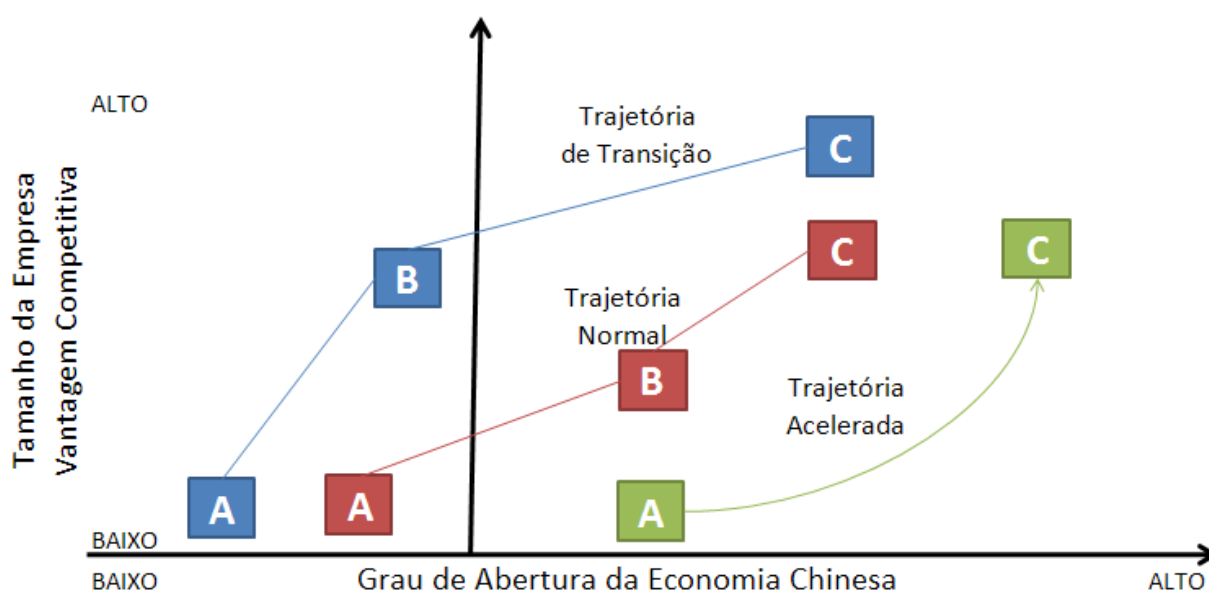 ALTO
Trajetória
de Transição
C
Tamanho da Empresa
Vantagem Competitiva
B
C
C
Trajetória
Normal
B
Trajetória
Acelerada
A
A
A
BAIXO
BAIXO
Grau de Abertura da Economia Chinesa
ALTO